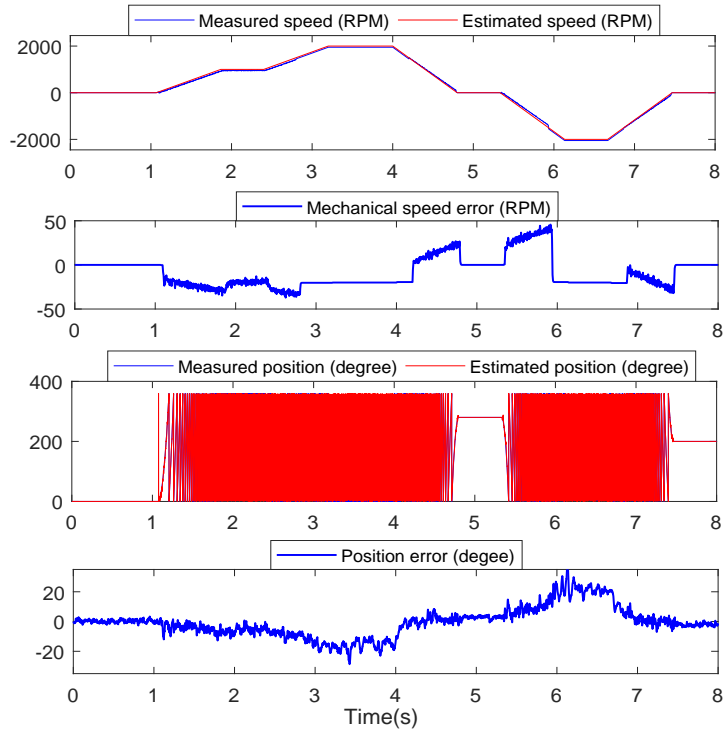 Measured speed (RPM) Estimated speed (RPM)
2000
0
-2000
0 1 2 3 4 5 6 7 8
Mechanical speed error (RPM)
50
0
-50
0 1 2 3 4 5 6 7 8
Measured position (degree) Estimated position (degree)
400
200
0
0 1 2 3 4 5 6 7 8
Position error (degee)
20
0
-20
0 1 2 3 4 5 6 7 8
Time(s)